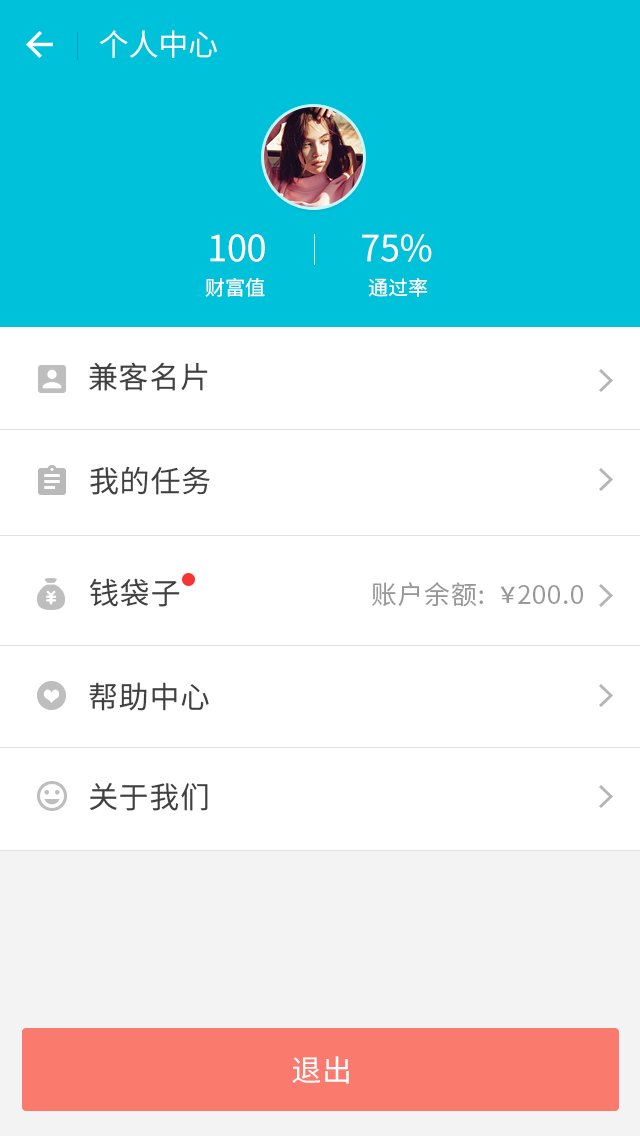 个人中心
100 75%
财富值 通过率
兼客名片
我的任务
钱袋子 账户余额: ¥200.0
帮助中心
关于我们
退出